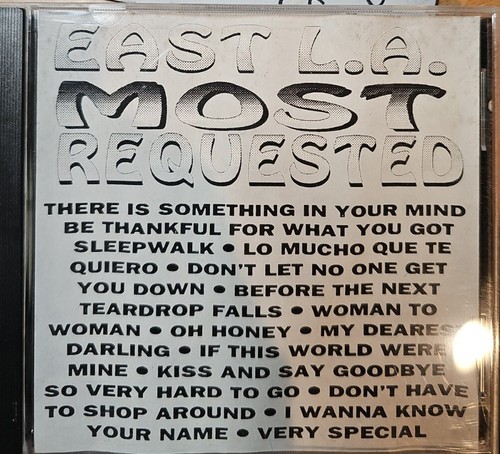 EAST L.A.
MOST
REQUESTED
THERE IS SOMETHING IN YOUR MIND
BE THANKFUL FOR WHAT YOU GOT
SLEEPWALK • LO MUCHO QUE TE
QUIERO • DON'T LET NO ONE GET
YOU DOWN • BEFORE THE NEXT
TEARDROP FALLS • WOMAN TO
WOMAN • OH HONEY • MY DEAREST
DARLING • IF THIS WORLD WERE
MINE • KISS AND SAY GOODBYE
SO VERY HARD TO GO • DON'T HAVE
TO SHOP AROUND • I WANNA KNOW
YOUR NAME • VERY SPECIAL